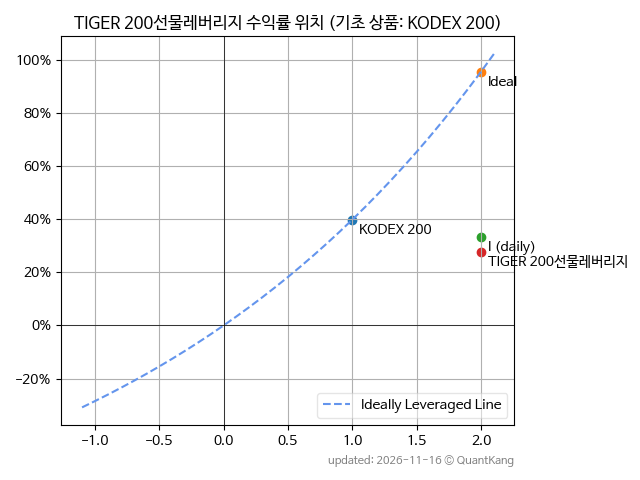 TIGER 200선물레버리지 수익률 위치 (기초 상품: KODEX 200)
100%
80%
60%
40%
20%
0%
−20%
Ideal
KODEX 200
I (daily)
TIGER 200선물레버리지
Ideally Leveraged Line
−1.0 −0.5 0.0 0.5 1.0 1.5 2.0
updated: 2026-11-16 © QuantKang